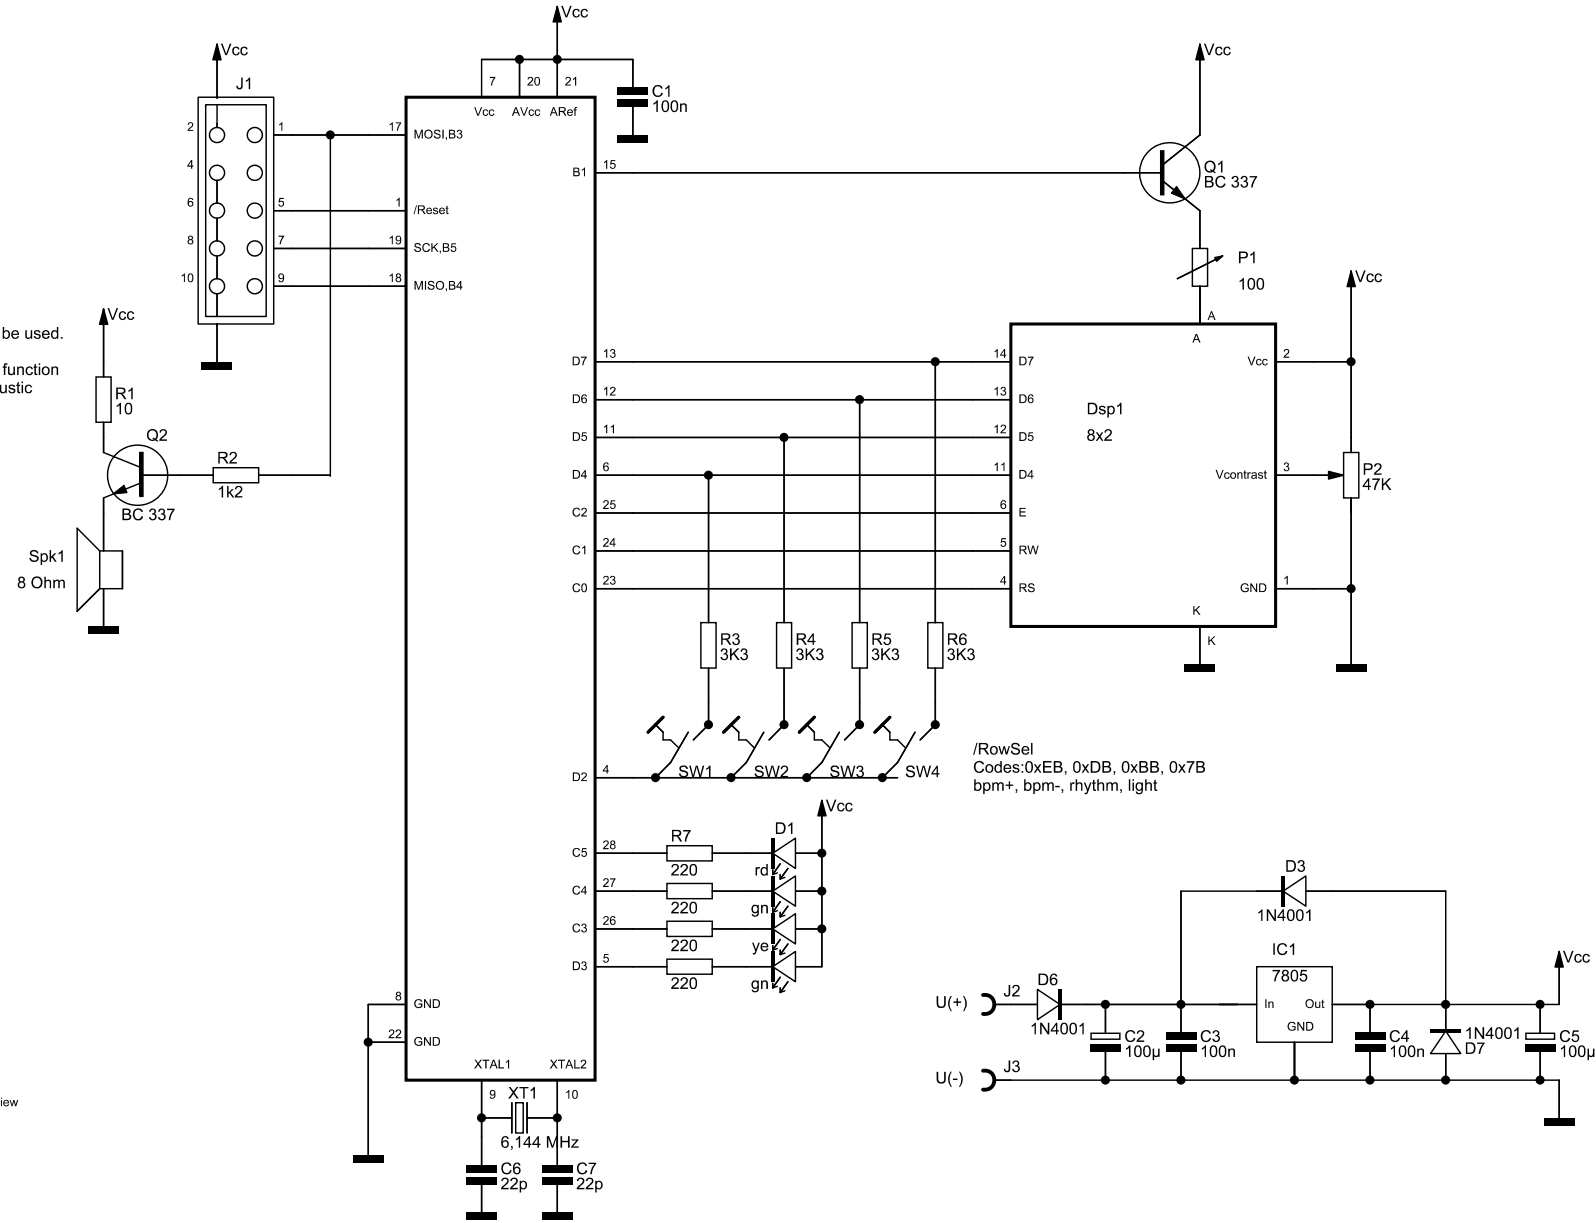 Vcc
7
20
21
Vcc
AVcc
ARef
C1
100n
Vcc
J1
2
1
17
MOSI,B3
4
6
5
1
/Reset
8
7
19
SCK,B5
10
9
18
MISO,B4
B1
15
Vcc
Q1
BC 337
P1
100
A
A
Vcc
be used.
function
ustic
Vcc
R1
10
Q2
BC 337
R2
1k2
Spk1
8 Ohm
D7
13
14
D7
D6
12
13
D6
D5
11
12
D5
D4
6
11
D4
C2
25
6
E
C1
24
5
RW
C0
23
4
RS
Dsp1
8x2
Vcc
2
Vcontrast
3
P2
47K
GND
1
K
K
R3
3K3
R4
3K3
R5
3K3
R6
3K3
D2
4
SW1
SW2
SW3
SW4
/RowSel
Codes:0xEB, 0xDB, 0xBB, 0x7B
bpm+, bpm-, rhythm, light
Vcc
D1
C5
28
R7
220
rd
C4
27
220
gn
C3
26
220
ye
D3
5
220
gn
8
GND
22
GND
XTAL1
XTAL2
9
XT1
10
6,144 MHz
C6
22p
C7
22p
iew
D3
1N4001
IC1
7805
In
Out
GND
Vcc
U(+)
J2
D6
1N4001
C2
100µ
C3
100n
C4
100n
1N4001
D7
C5
100µ
U(-)
J3